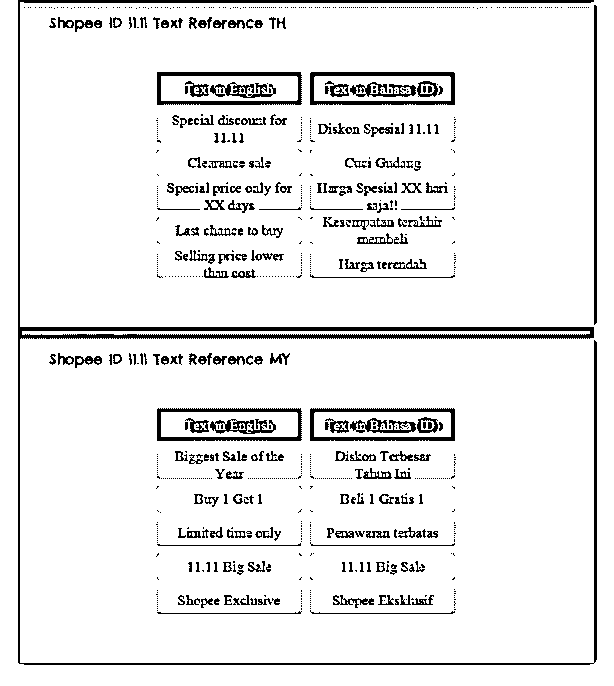 Shopee ID 11.11 Text Reference TH
Text in English
Text in Bahasa (ID)
Special discount for
11.11
Diskon Spesial 11.11
Clearance sale
Cuci Gudang
Special price only for
XX days
Harga Spesial XX hari
saja!!
Last chance to buy
Kesempatan terakhir
membeli
Selling price lower
than cost
Harga terendah
Shopee ID 11.11 Text Reference MY
Text in English
Text in Bahasa (ID)
Biggest Sale of the
Year
Diskon Terbesar
Tahun Ini
Buy 1 Get 1
Beli 1 Gratis 1
Limited time only
Penawaran terbatas
11.11 Big Sale
11.11 Big Sale
Shopee Exclusive
Shopee Eksklusif